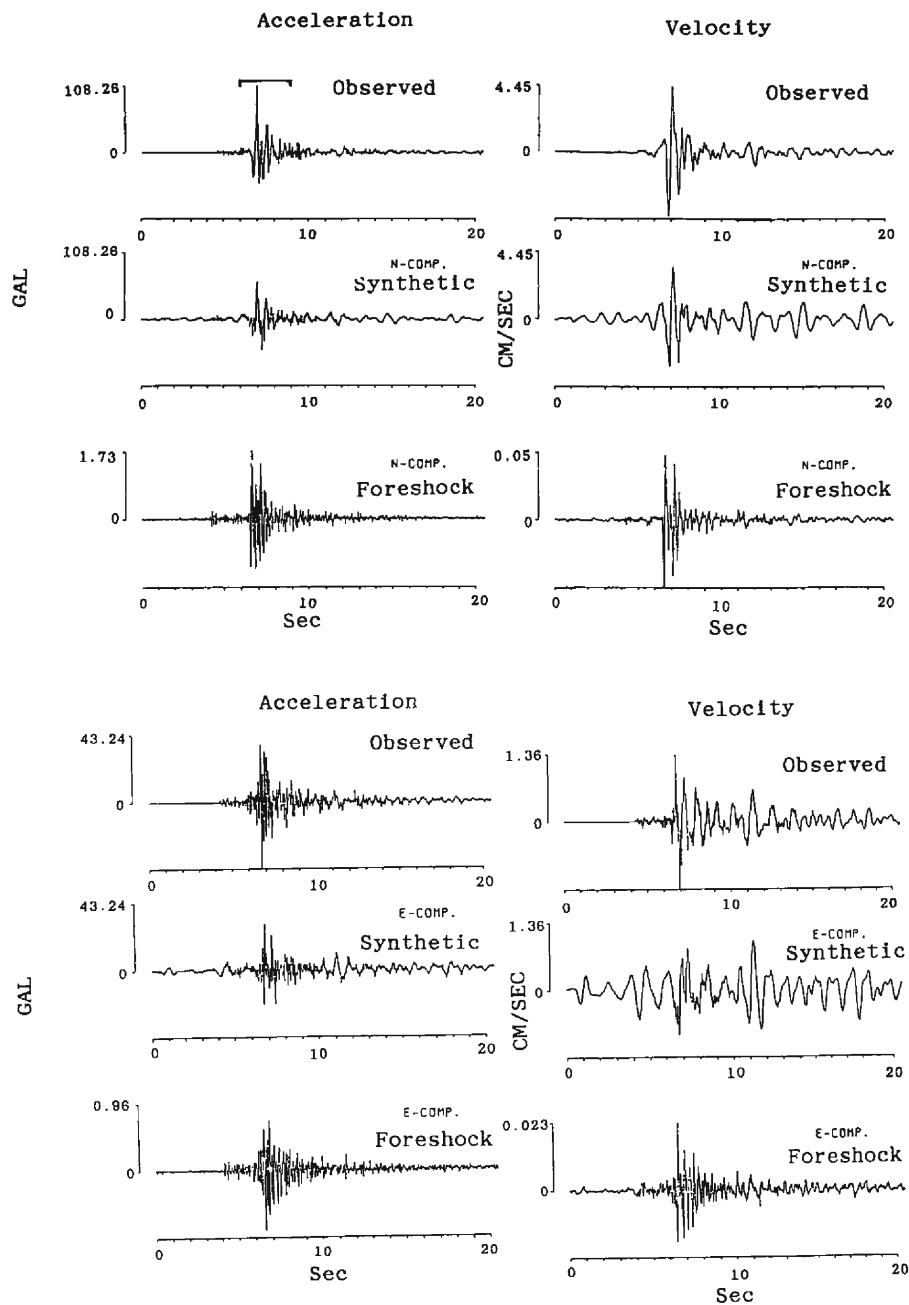 Acceleration
Velocity
108.26
0
Observed
0 10 20
4.45
0
Observed
0 10 20
GAL
108.26
0
N-COMP.
Synthetic
0 10 20
CM/SEC
4.45
0
N-COMP.
Synthetic
0 10 20
1.73
0
N-COMP.
Foreshock
0 10 20
Sec
0.05
0
N-COMP.
Foreshock
0 10 20
Sec
Acceleration
Velocity
43.24
0
Observed
0 10 20
1.36
0
Observed
0 10 20
GAL
43.24
0
E-COMP.
Synthetic
0 10 20
CM/SEC
1.36
0
E-COMP.
Synthetic
0 10 20
0.96
0
E-COMP.
Foreshock
0 10 20
Sec
0.023
0
E-COMP.
Foreshock
0 10 20
Sec